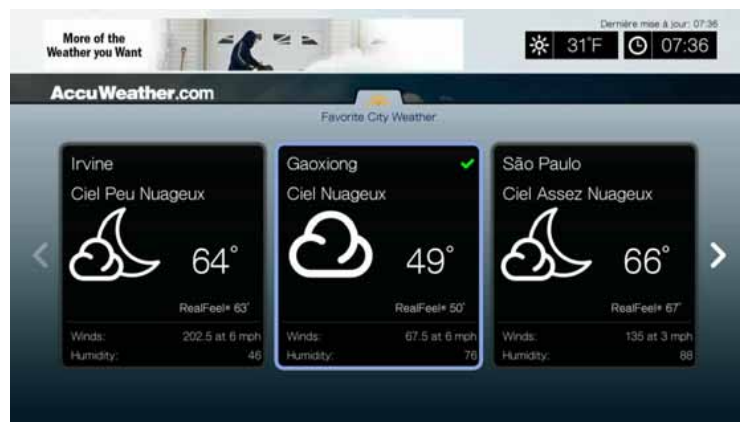 More of the
Weather you Want
Dernière mise à jour: 07:36
31°F
07:36
AccuWeather.com
Favorite City Weather
Irvine
Ciel Peu Nuageux
64°
RealFeel® 63°
Winds: 202.5 at 6 mph
Humidity: 46
Gaoxiong
Ciel Nuageux
49°
RealFeel® 50°
Winds: 67.5 at 6 mph
Humidity: 76
São Paulo
Ciel Assez Nuageux
66°
RealFeel® 67°
Winds: 135 at 3 mph
Humidity: 88